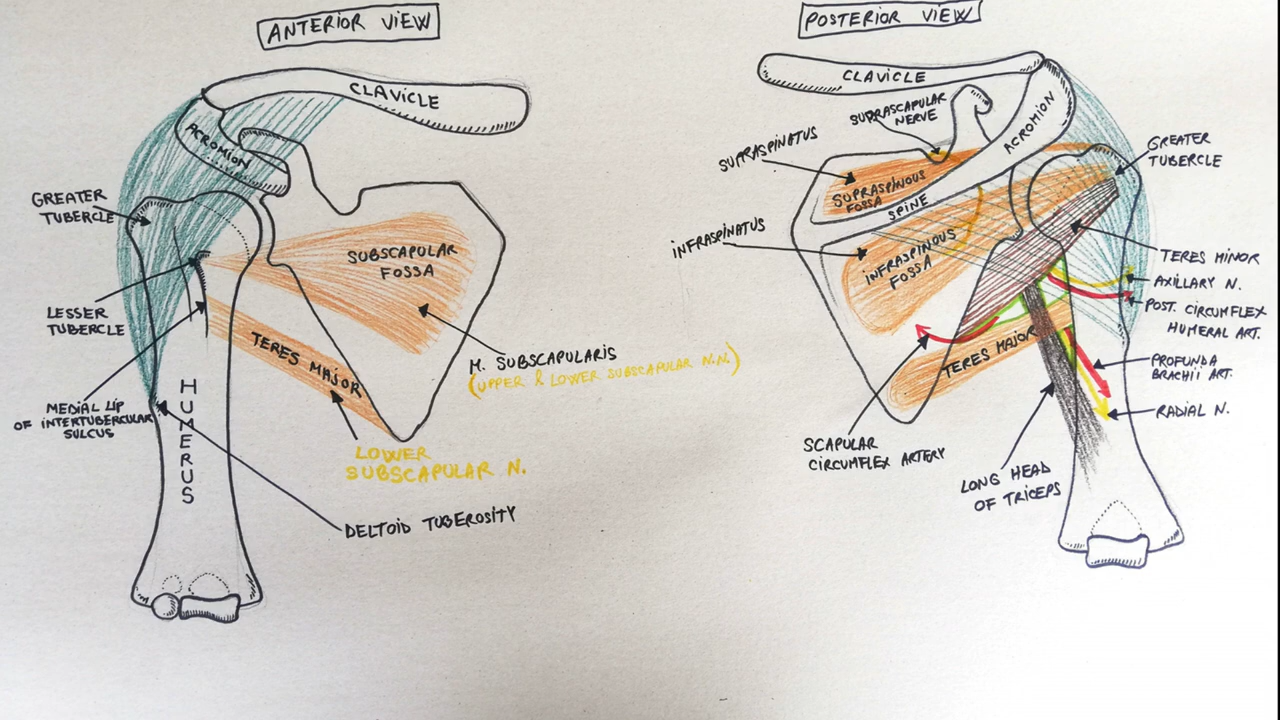 ANTERIOR VIEW
CLAVICLE
ACROMION
GREATER
TUBERCLE
SUBSCAPULAR
FOSSA
LESSER
TUBERCLE
TERES MAJOR
M. SUBSCAPULARIS
(UPPER & LOWER SUBSCAPULAR N.N.)
MEDIAL LIP
OF INTERTUBERCULAR
SULCUS
HUMERUS
LOWER
SUBSCAPULAR N.
DELTOID TUBEROSITY
POSTERIOR VIEW
CLAVICLE
SUPRASCAPULAR
NERVE
ACROMION
SUPRASPINATUS
GREATER
TUBERCLE
SUPRASPINOUS
FOSSA
SPINE
INFRASPINATUS
INFRASPINOUS
FOSSA
TERES MINOR
AXILLARY N.
POST. CIRCUMFLEX
HUMERAL ART.
TERES MAJOR
PROFUNDA
BRACHII ART.
RADIAL N.
SCAPULAR
CIRCUMFLEX ARTERY
LONG HEAD
OF TRICEPS